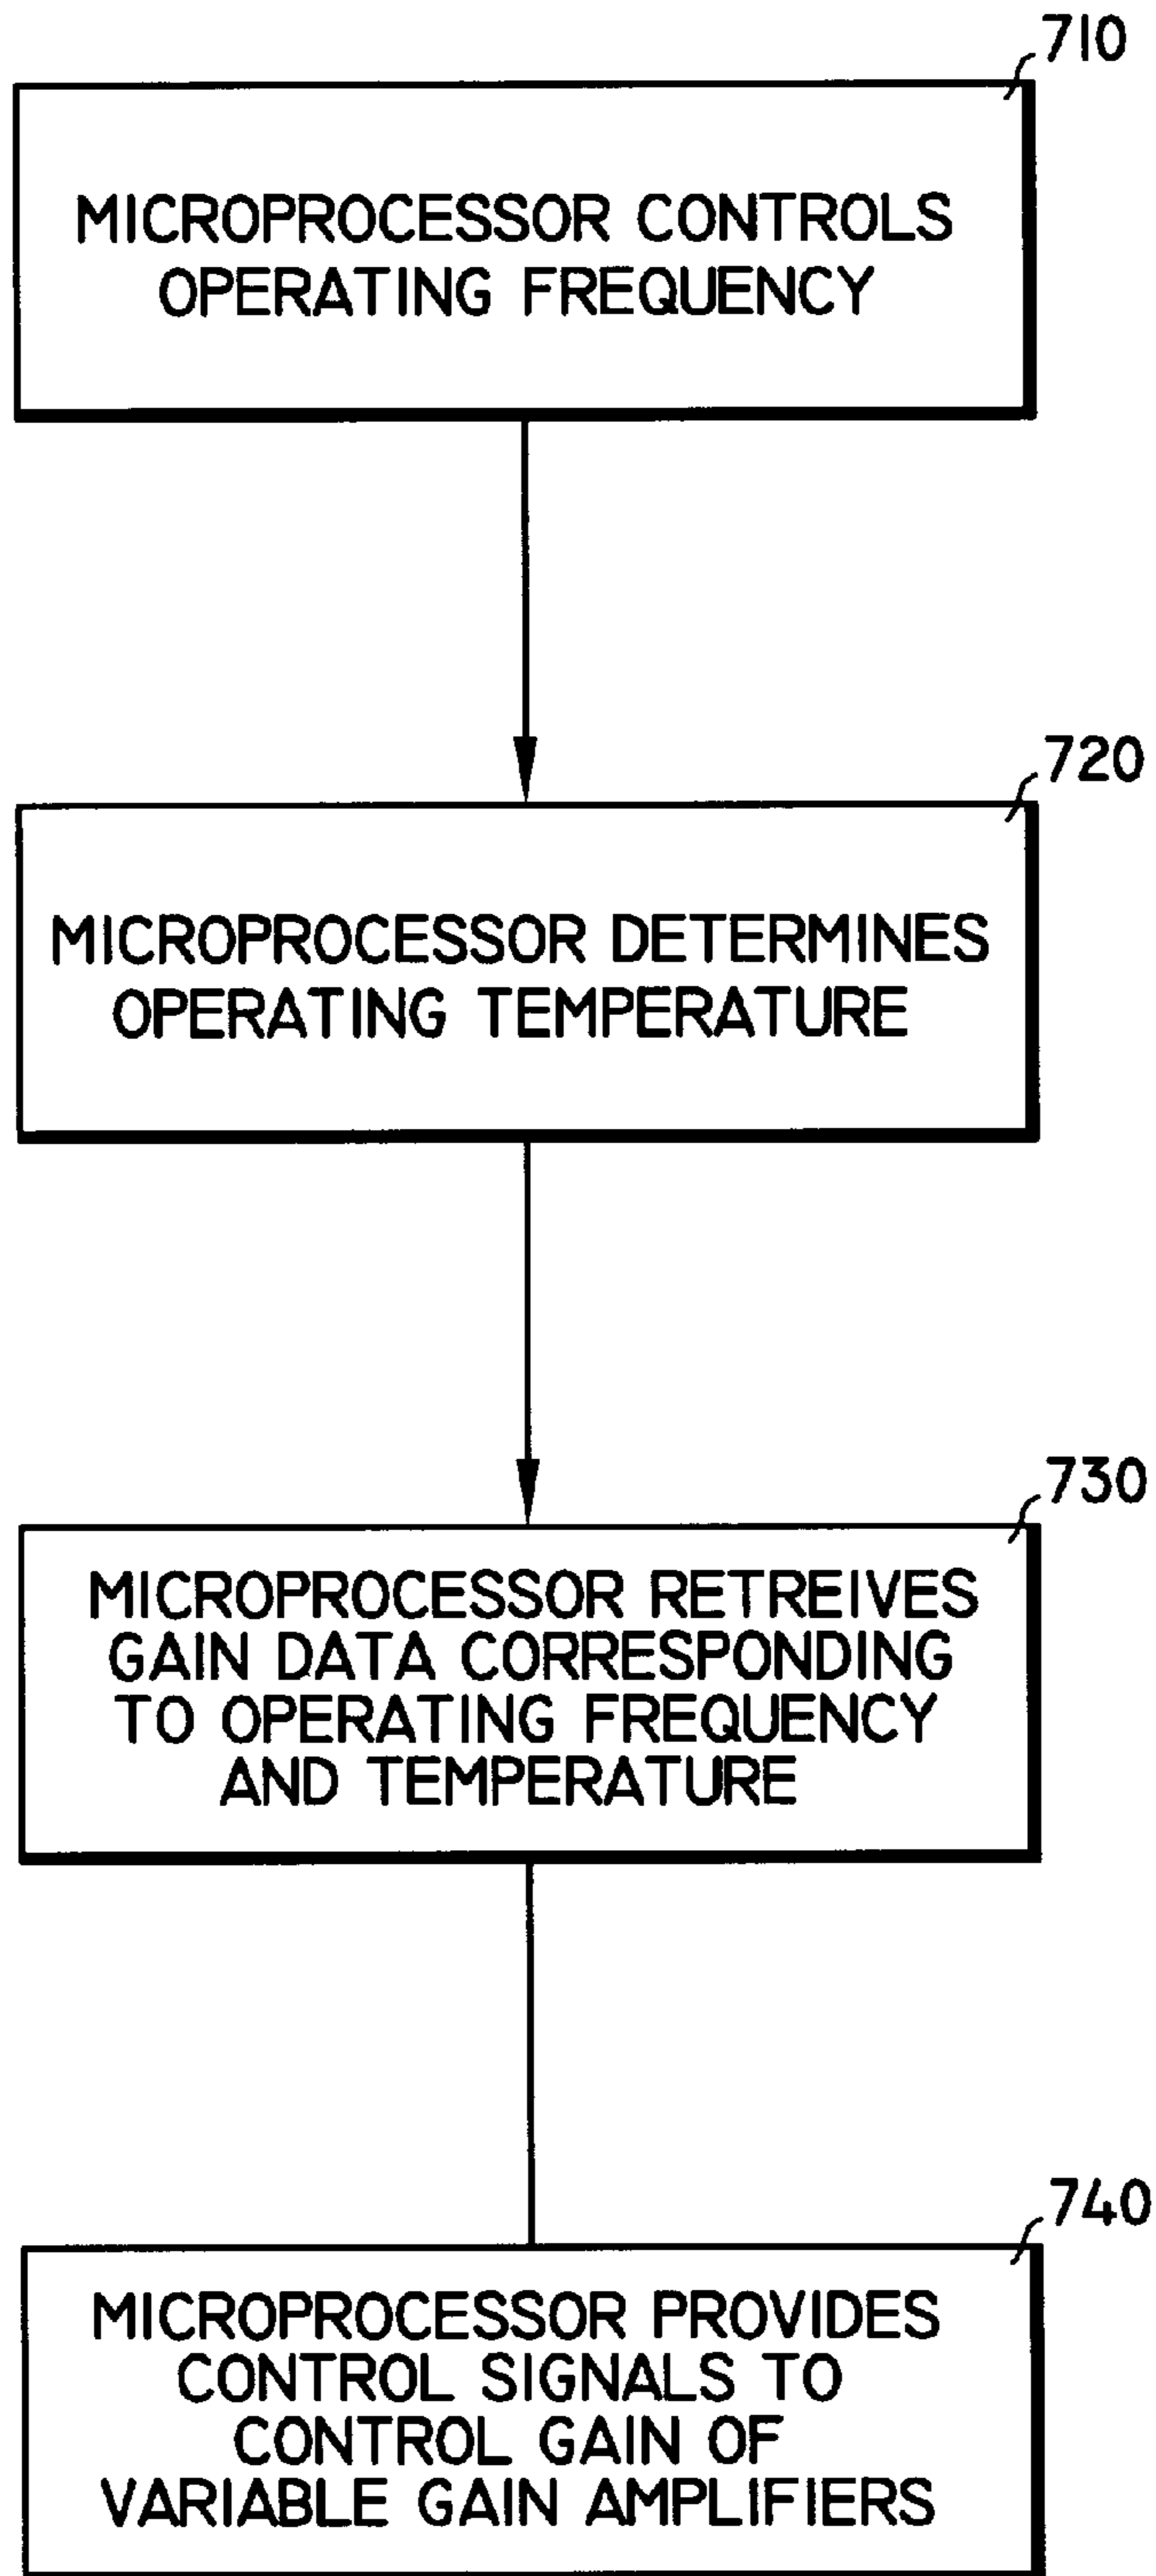 710
MICROPROCESSOR CONTROLS
OPERATING FREQUENCY
720
MICROPROCESSOR DETERMINES
OPERATING TEMPERATURE
730
MICROPROCESSOR RETREIVES
GAIN DATA CORRESPONDING
TO OPERATING FREQUENCY
AND TEMPERATURE
740
MICROPROCESSOR PROVIDES
CONTROL SIGNALS TO
CONTROL GAIN OF
VARIABLE GAIN AMPLIFIERS